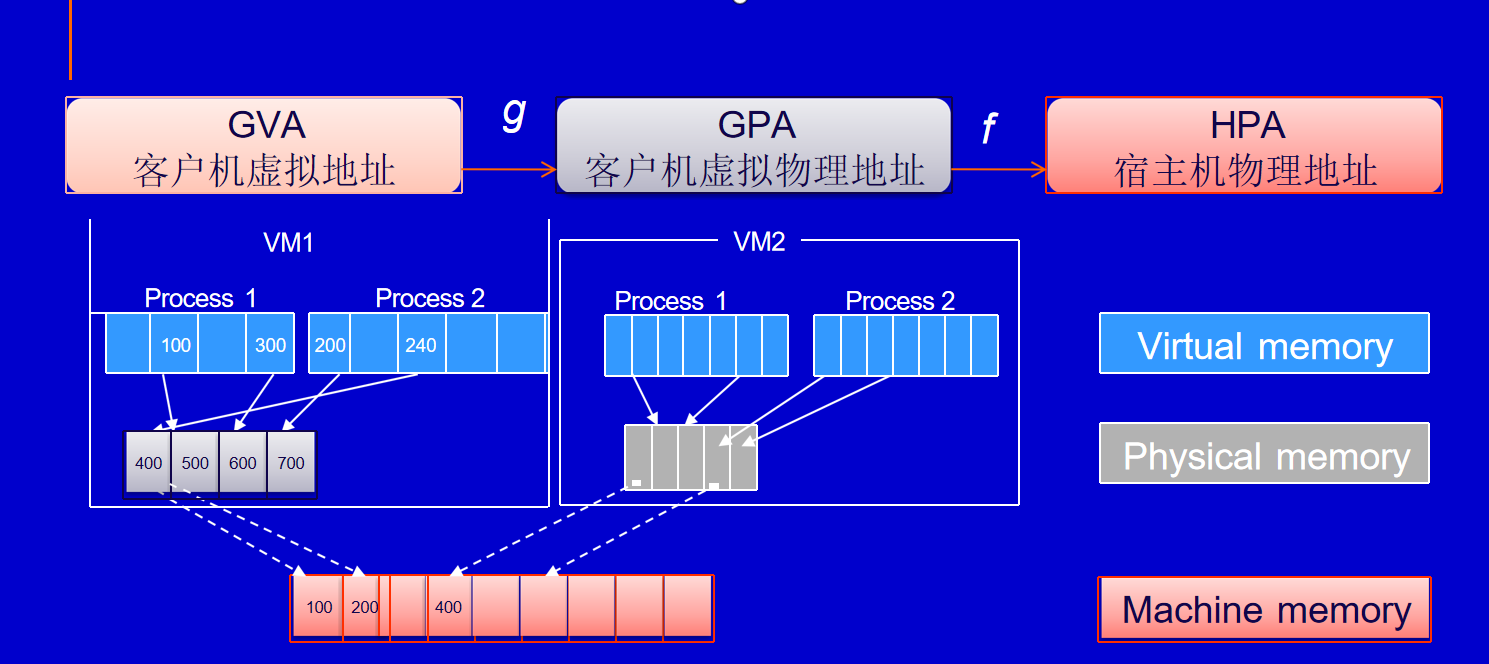 GVA
客户机虚拟地址
g
GPA
客户机虚拟物理地址
f
HPA
宿主机物理地址
VM1
VM2
Process 1
Process 2
Process 1
Process 2
100
300
200
240
Virtual memory
400
500
600
700
Physical memory
100
200
400
Machine memory